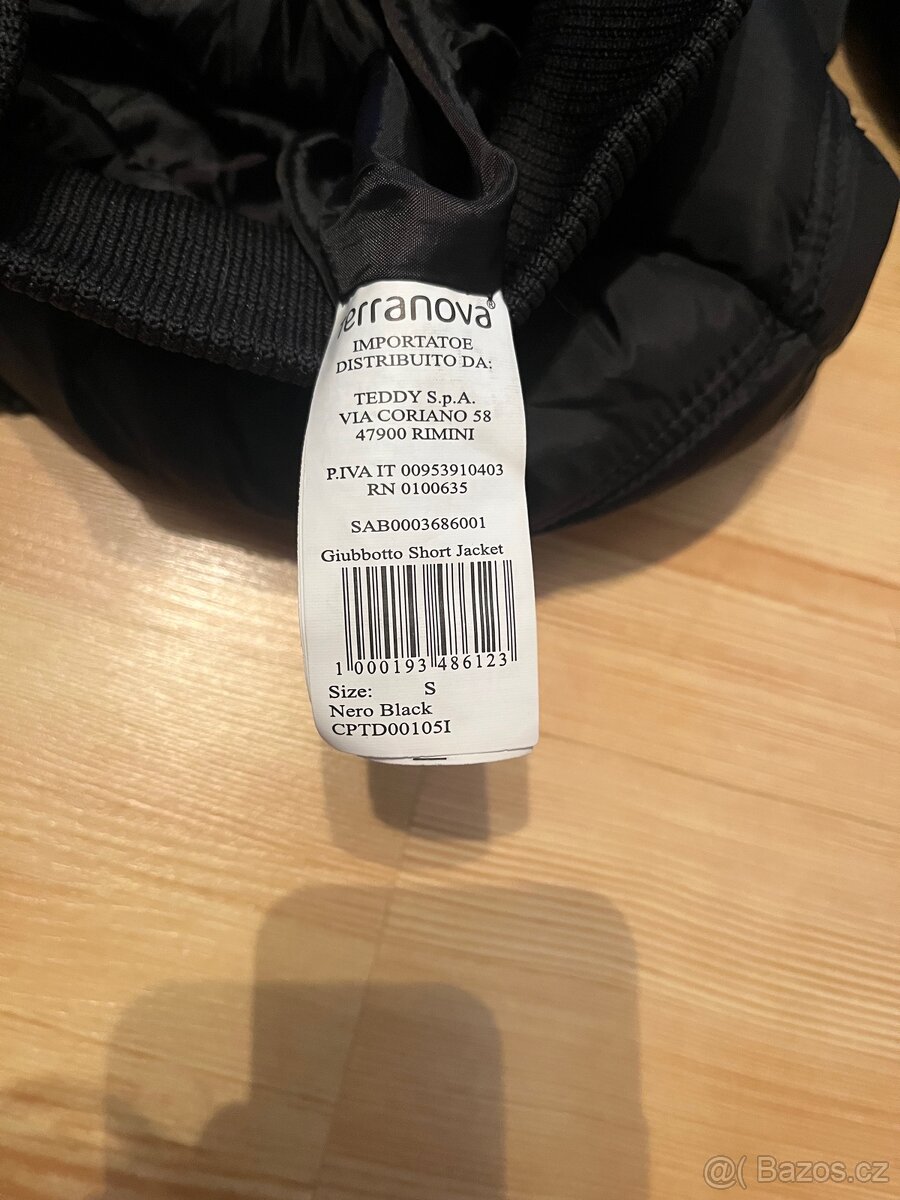 terranova®
IMPORTATOE
DISTRIBUITO DA:
TEDDY S.p.A.
VIA CORIANO 58
47900 RIMINI
P.IVA IT 00953910403
RN 0100635
SAB0003686001
Giubbotto Short Jacket
1 000193 486123
Size: S
Nero Black
CPTD00105I
@( Bazos.cz